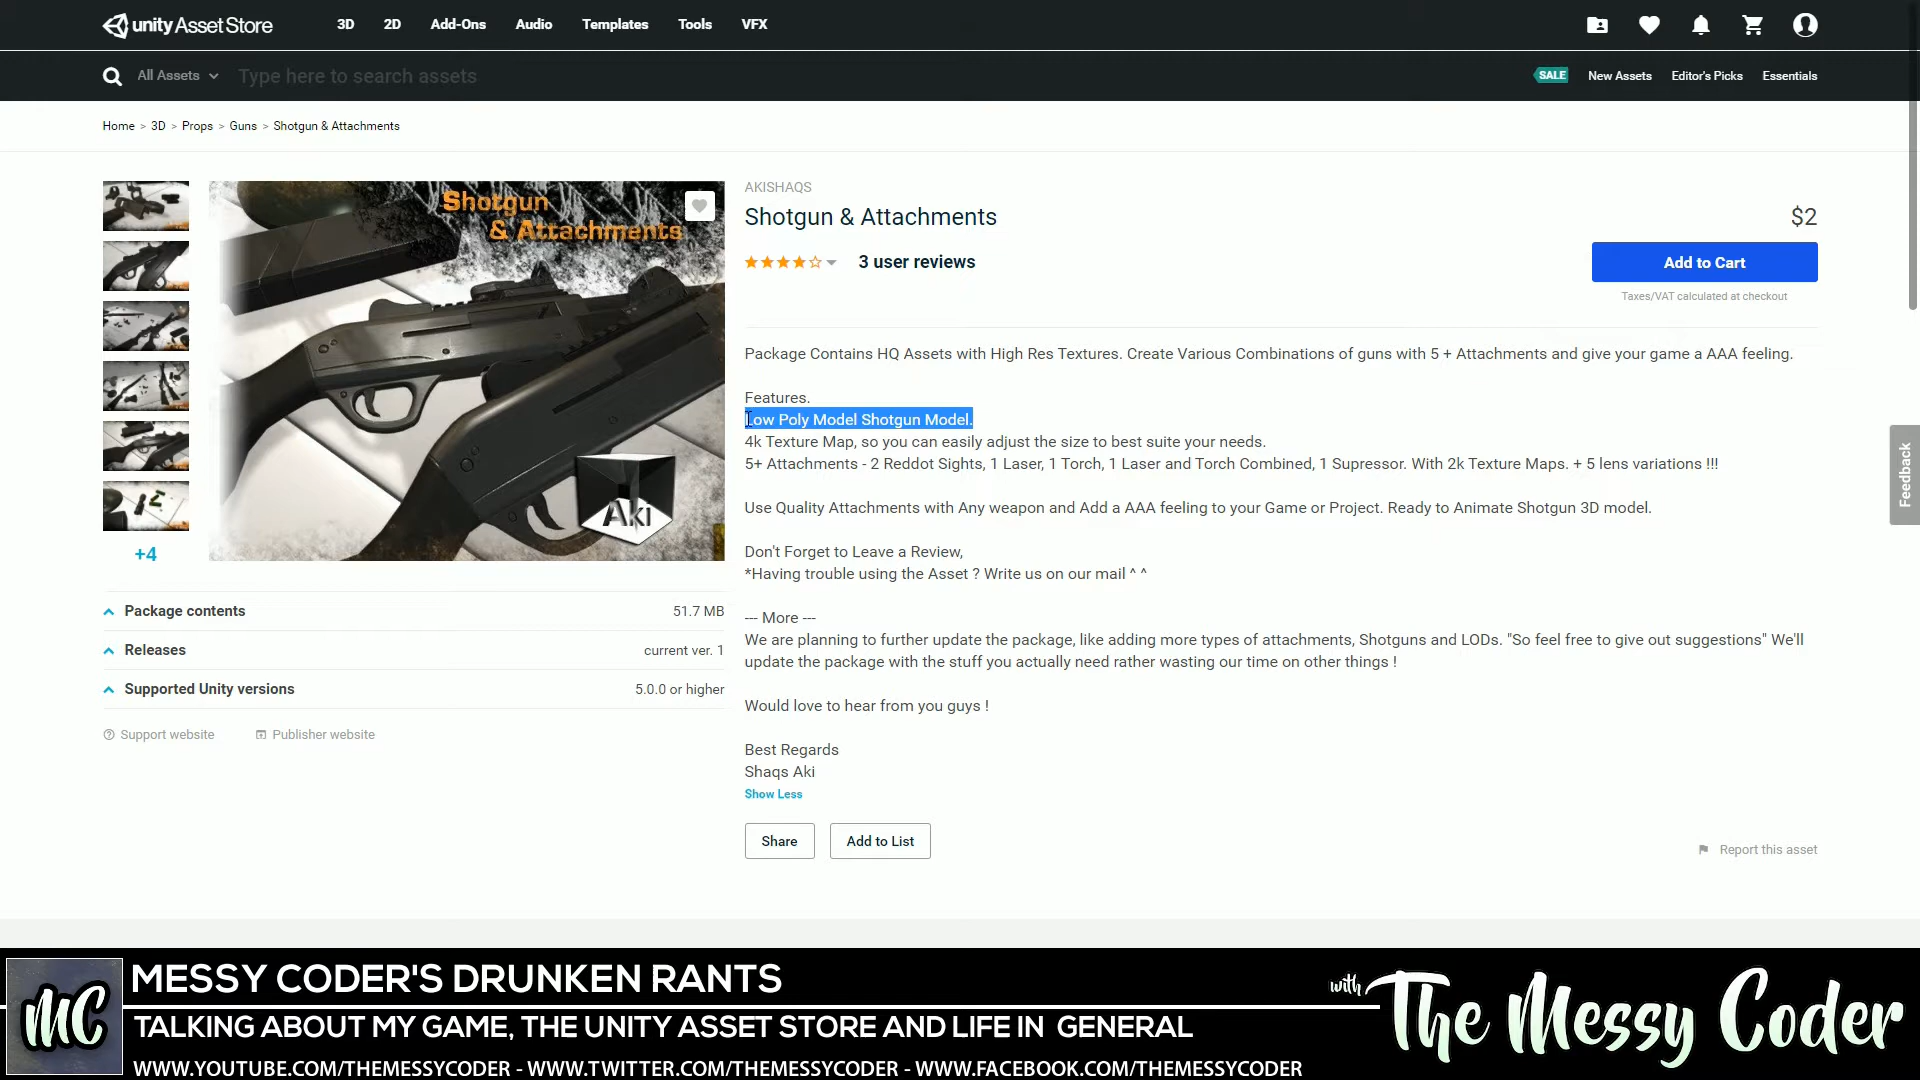 unity Asset Store
3D
2D
Add-Ons
Audio
Templates
Tools
VFX
All Assets
Type here to search assets
SALE
New Assets
Editor's Picks
Essentials
Home > 3D > Props > Guns > Shotgun & Attachments
Shotgun
& Attachments
Aki
+4
Package contents
51.7 MB
Releases
current ver. 1
Supported Unity versions
5.0.0 or higher
Support website
Publisher website
AKISHAQS
Shotgun & Attachments
3 user reviews
$2
Add to Cart
Taxes/VAT calculated at checkout
Package Contains HQ Assets with High Res Textures. Create Various Combinations of guns with 5 + Attachments and give your game a AAA feeling.
Features.
Low Poly Model Shotgun Model.
4k Texture Map, so you can easily adjust the size to best suite your needs.
5+ Attachments - 2 Reddot Sights, 1 Laser, 1 Torch, 1 Laser and Torch Combined, 1 Supressor. With 2k Texture Maps. + 5 lens variations !!!
Use Quality Attachments with Any weapon and Add a AAA feeling to your Game or Project. Ready to Animate Shotgun 3D model.
Don't Forget to Leave a Review,
*Having trouble using the Asset ? Write us on our mail ^ ^
--- More ---
We are planning to further update the package, like adding more types of attachments, Shotguns and LODs. "So feel free to give out suggestions" We'll
update the package with the stuff you actually need rather wasting our time on other things !
Would love to hear from you guys !
Best Regards
Shaqs Aki
Show Less
Share
Add to List
Report this asset
Feedback
MC
MESSY CODER'S DRUNKEN RANTS
TALKING ABOUT MY GAME, THE UNITY ASSET STORE AND LIFE IN GENERAL
WWW.YOUTUBE.COM/THEMESSYCODER - WWW.TWITTER.COM/THEMESSYCODER - WWW.FACEBOOK.COM/THEMESSYCODER
with The Messy Coder